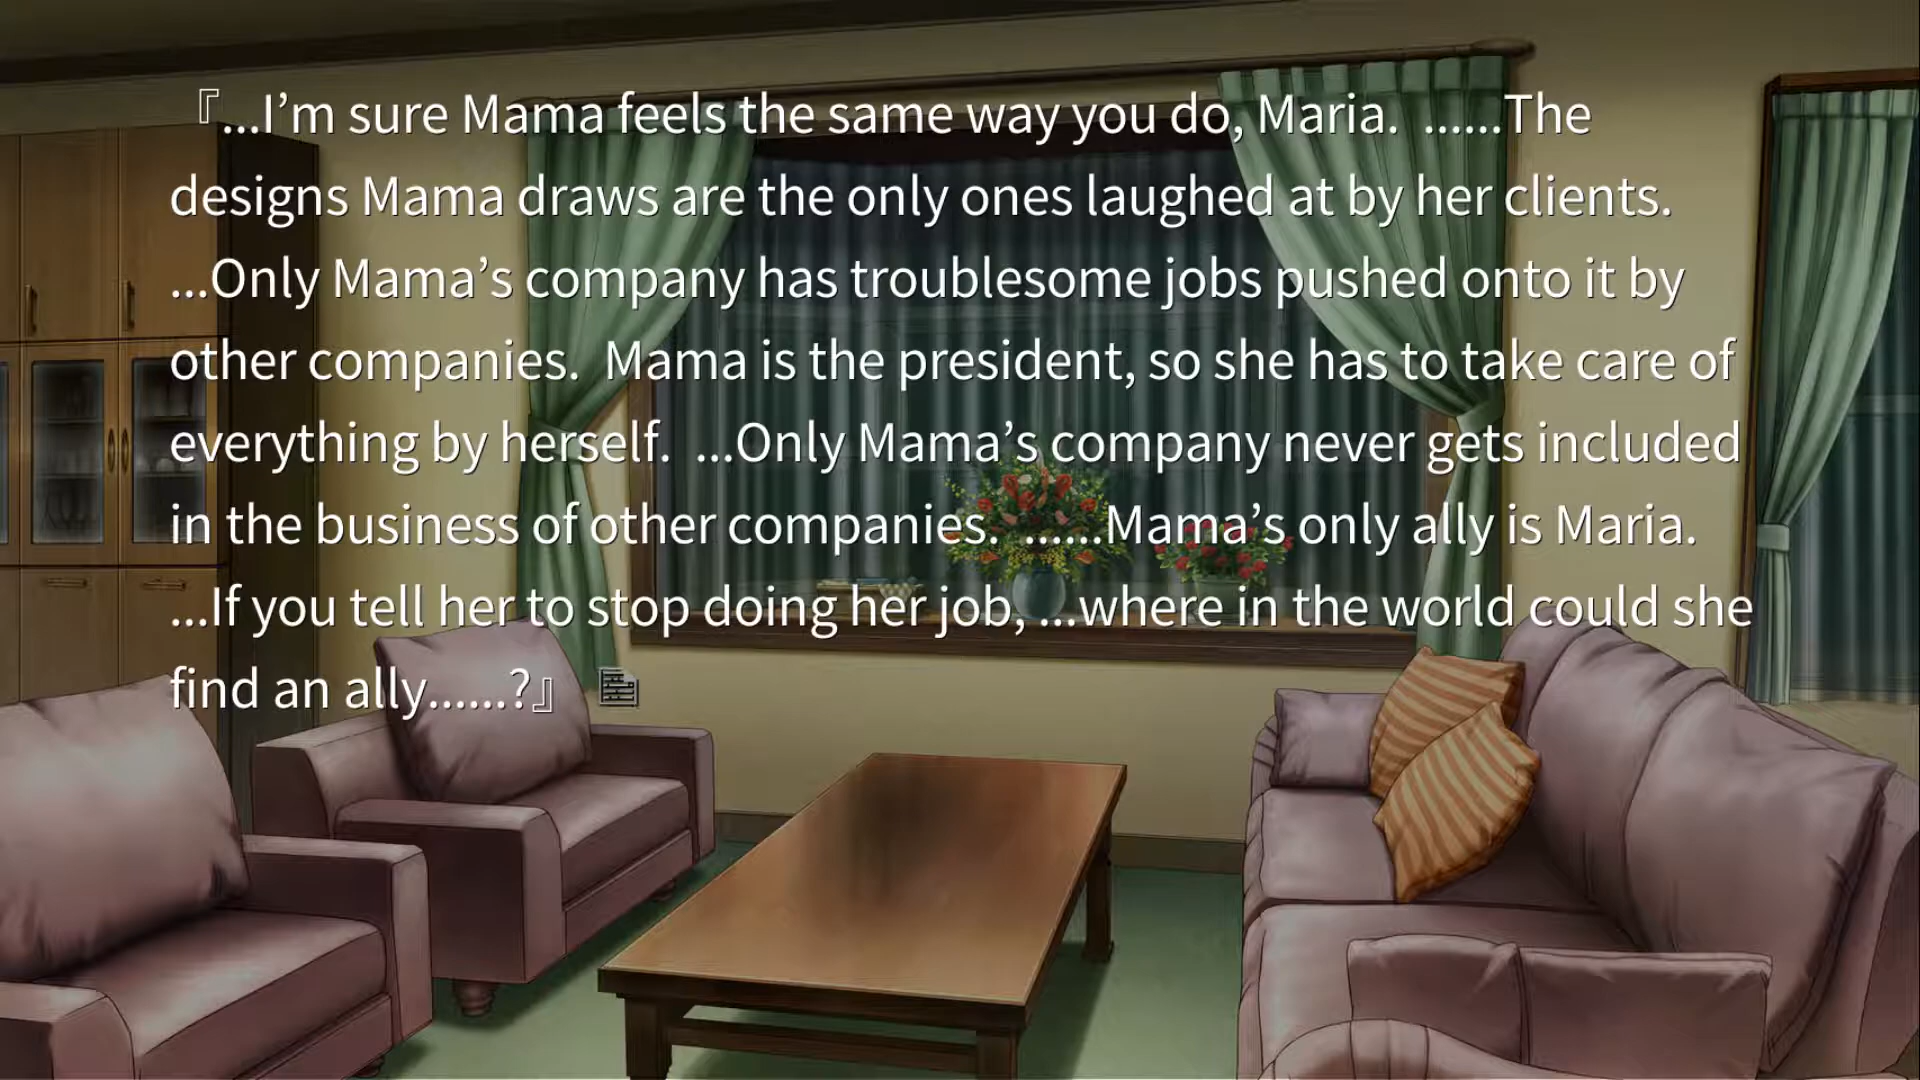 『...I’m sure Mama feels the same way you do, Maria.  ......The
designs Mama draws are the only ones laughed at by her clients.
...Only Mama’s company has troublesome jobs pushed onto it by
other companies.  Mama is the president, so she has to take care of
everything by herself.  ...Only Mama’s company never gets included
in the business of other companies.  ......Mama’s only ally is Maria.
...If you tell her to stop doing her job, ...where in the world could she
find an ally......?』